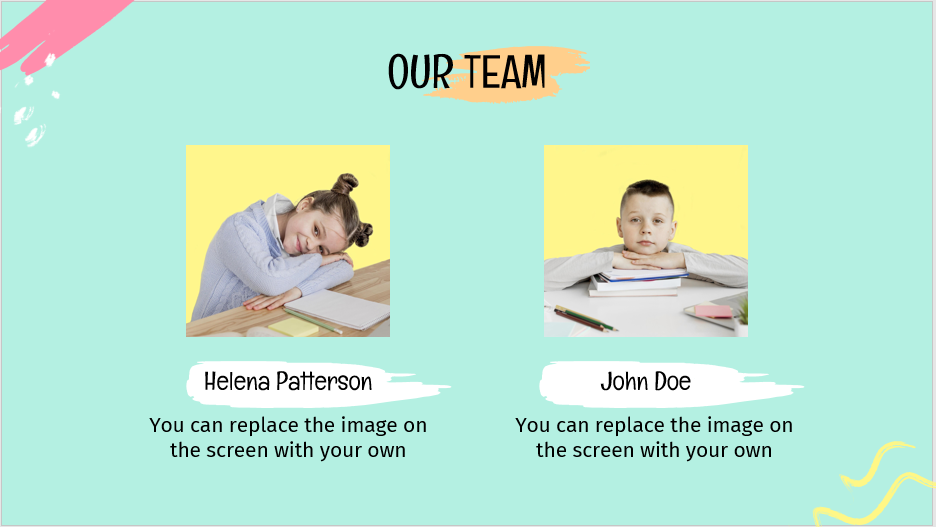 OUR TEAM
Helena Patterson
You can replace the image on
the screen with your own
John Doe
You can replace the image on
the screen with your own